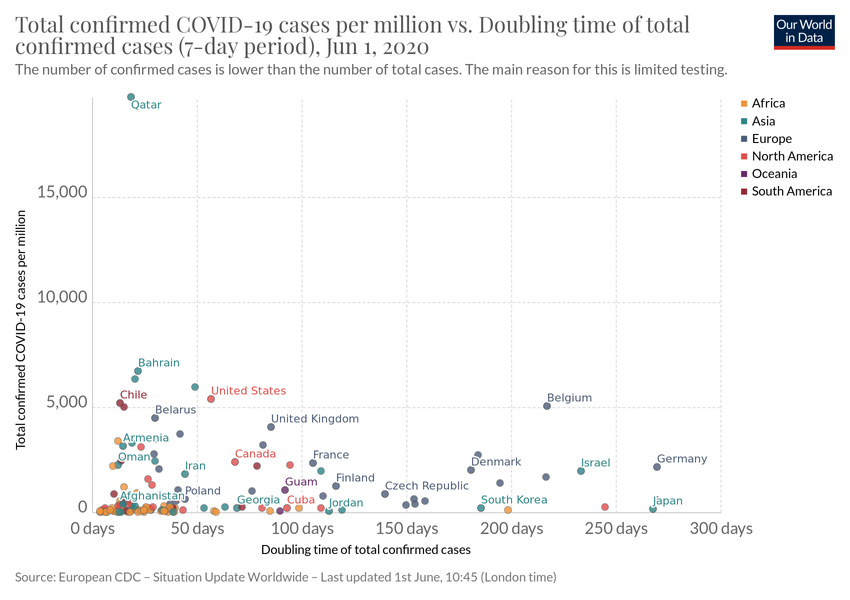 Total confirmed COVID-19 cases per million vs. Doubling time of total
confirmed cases (7-day period), Jun 1, 2020
Our World
in Data
The number of confirmed cases is lower than the number of total cases. The main reason for this is limited testing.
Africa
Asia
Europe
North America
Oceania
South America
Total confirmed COVID-19 cases per million
15,000
10,000
5,000
0
Qatar
Bahrain
Chile
United States
Belarus
United Kingdom
Belgium
Armenia
Oman
Iran
Canada
France
Denmark
Israel
Germany
Finland
Guam
Czech Republic
Poland
Afghanistan
Georgia
Cuba
Jordan
South Korea
Japan
0 days
50 days
100 days
150 days
200 days
250 days
300 days
Doubling time of total confirmed cases
Source: European CDC – Situation Update Worldwide – Last updated 1st June, 10:45 (London time)